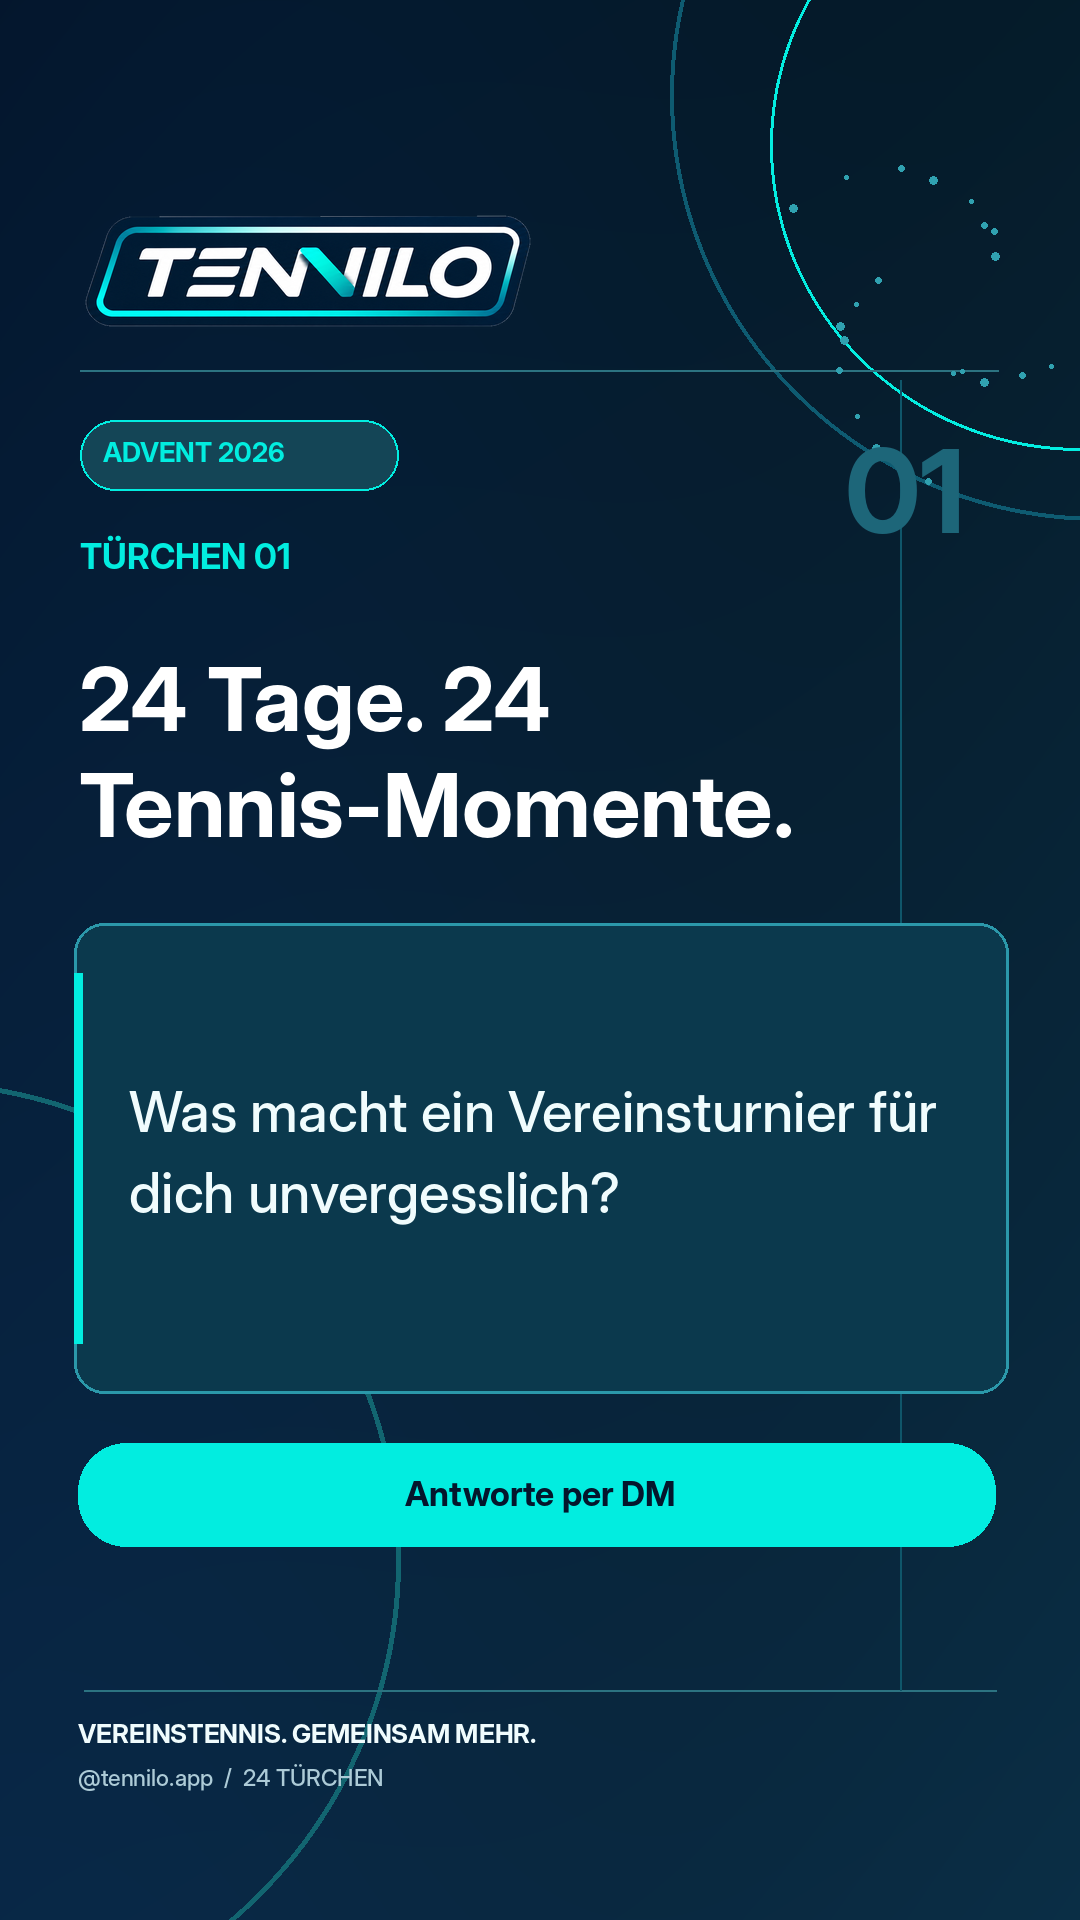 TENNILO
ADVENT 2026
01
TÜRCHEN 01
24 Tage. 24
Tennis-Momente.
Was macht ein Vereinsturnier für
dich unvergesslich?
Antworte per DM
VEREINSTENNIS. GEMEINSAM MEHR.
@tennilo.app / 24 TÜRCHEN